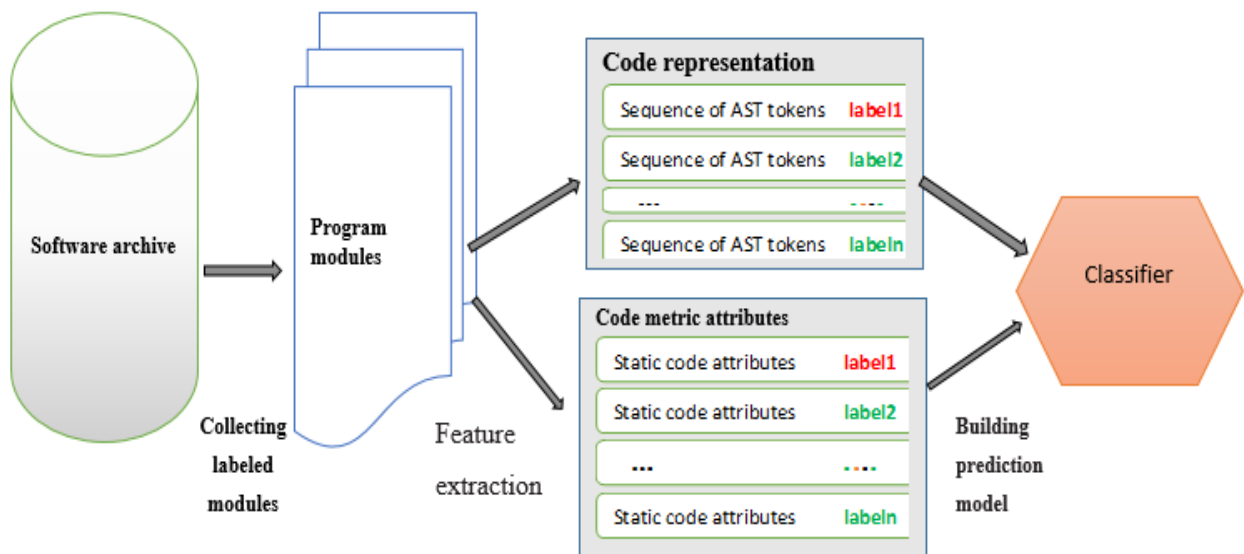 Software archive
Collecting
labeled
modules
Program
modules
Feature
extraction
Code representation
Sequence of AST tokens label1
Sequence of AST tokens label2
--- ----
Sequence of AST tokens labeln
Code metric attributes
Static code attributes label1
Static code attributes label2
--- ----
Static code attributes labeln
Building
prediction
model
Classifier